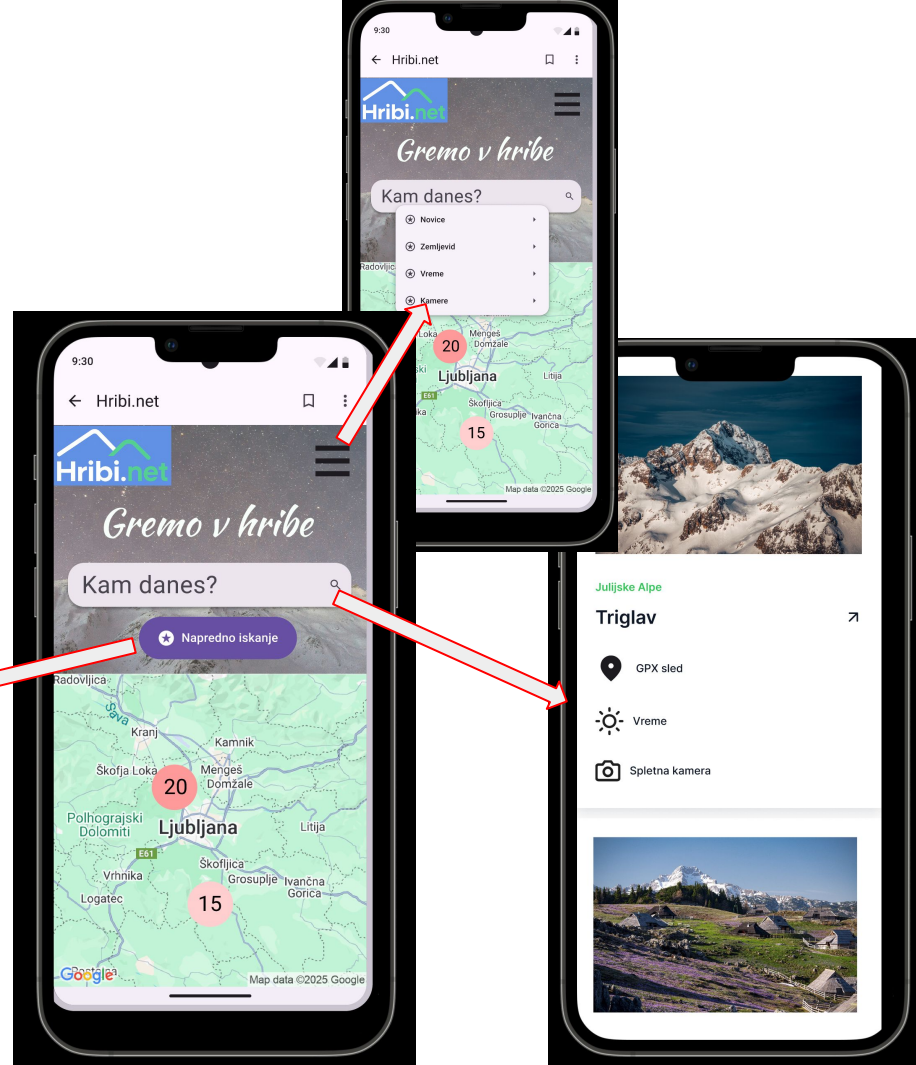 9:30
Hribi.net
Hribi.net
Gremo v hribe
Kam danes?
Novice
Zemljevid
Vreme
Kamere
Radovljic
Loka
Mengeš
Domžale
20
Ljubljana
Litija
E61
Škofljica
Grosuplje
Ivančna
Gorica
15
Map data ©2025 Google
9:30
Hribi.net
Hribi.net
Gremo v hribe
Kam danes?
Napredno iskanje
Radovljica
Sava
Kranj
Kamnik
Škofja Loka
Mengeš
Domžale
20
Polhograjski
Dolomiti
Ljubljana
Litija
E61
Vrhnika
Škofljica
Grosuplje
Ivančna
Gorica
Logatec
15
Google
Map data ©2025 Google
Julijske Alpe
Triglav
GPX sled
Vreme
Spletna kamera